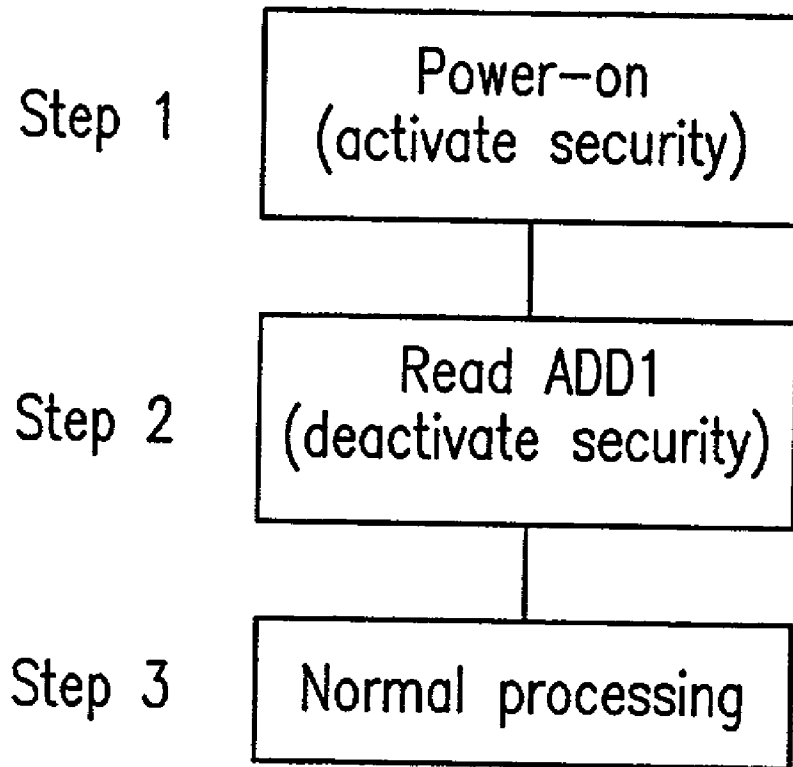 Step 1
Power-on
(activate security)
Step 2
Read ADD1
(deactivate security)
Step 3
Normal processing